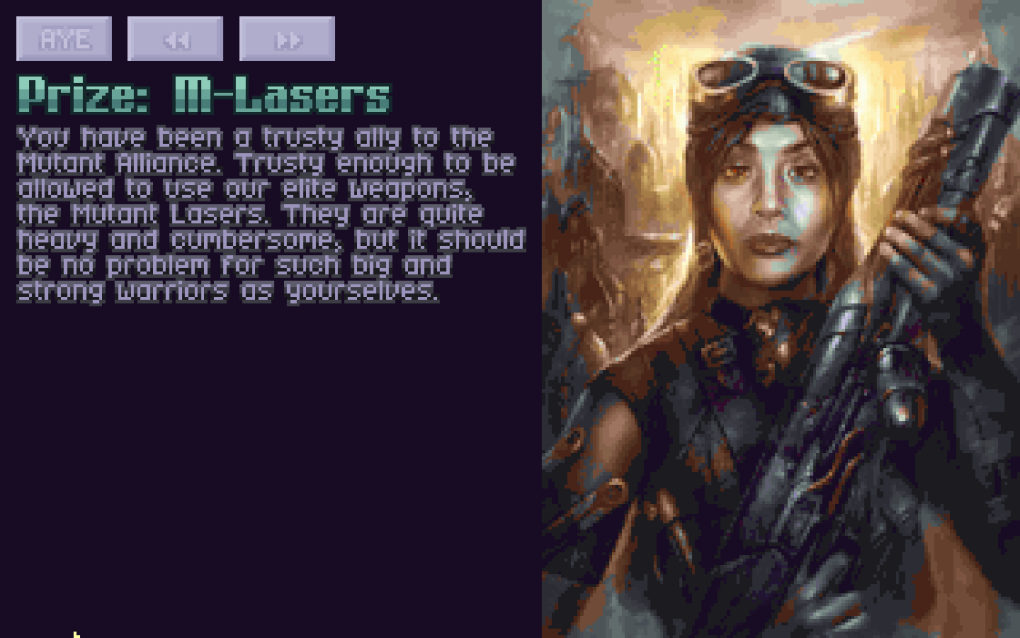 AYE
Prize: M-Lasers
You have been a trusty ally to the
Mutant Alliance. Trusty enough to be
allowed to use our elite weapons,
the Mutant Lasers. They are quite
heavy and cumbersome, but it should
be no problem for such big and
strong warriors as yourselves.